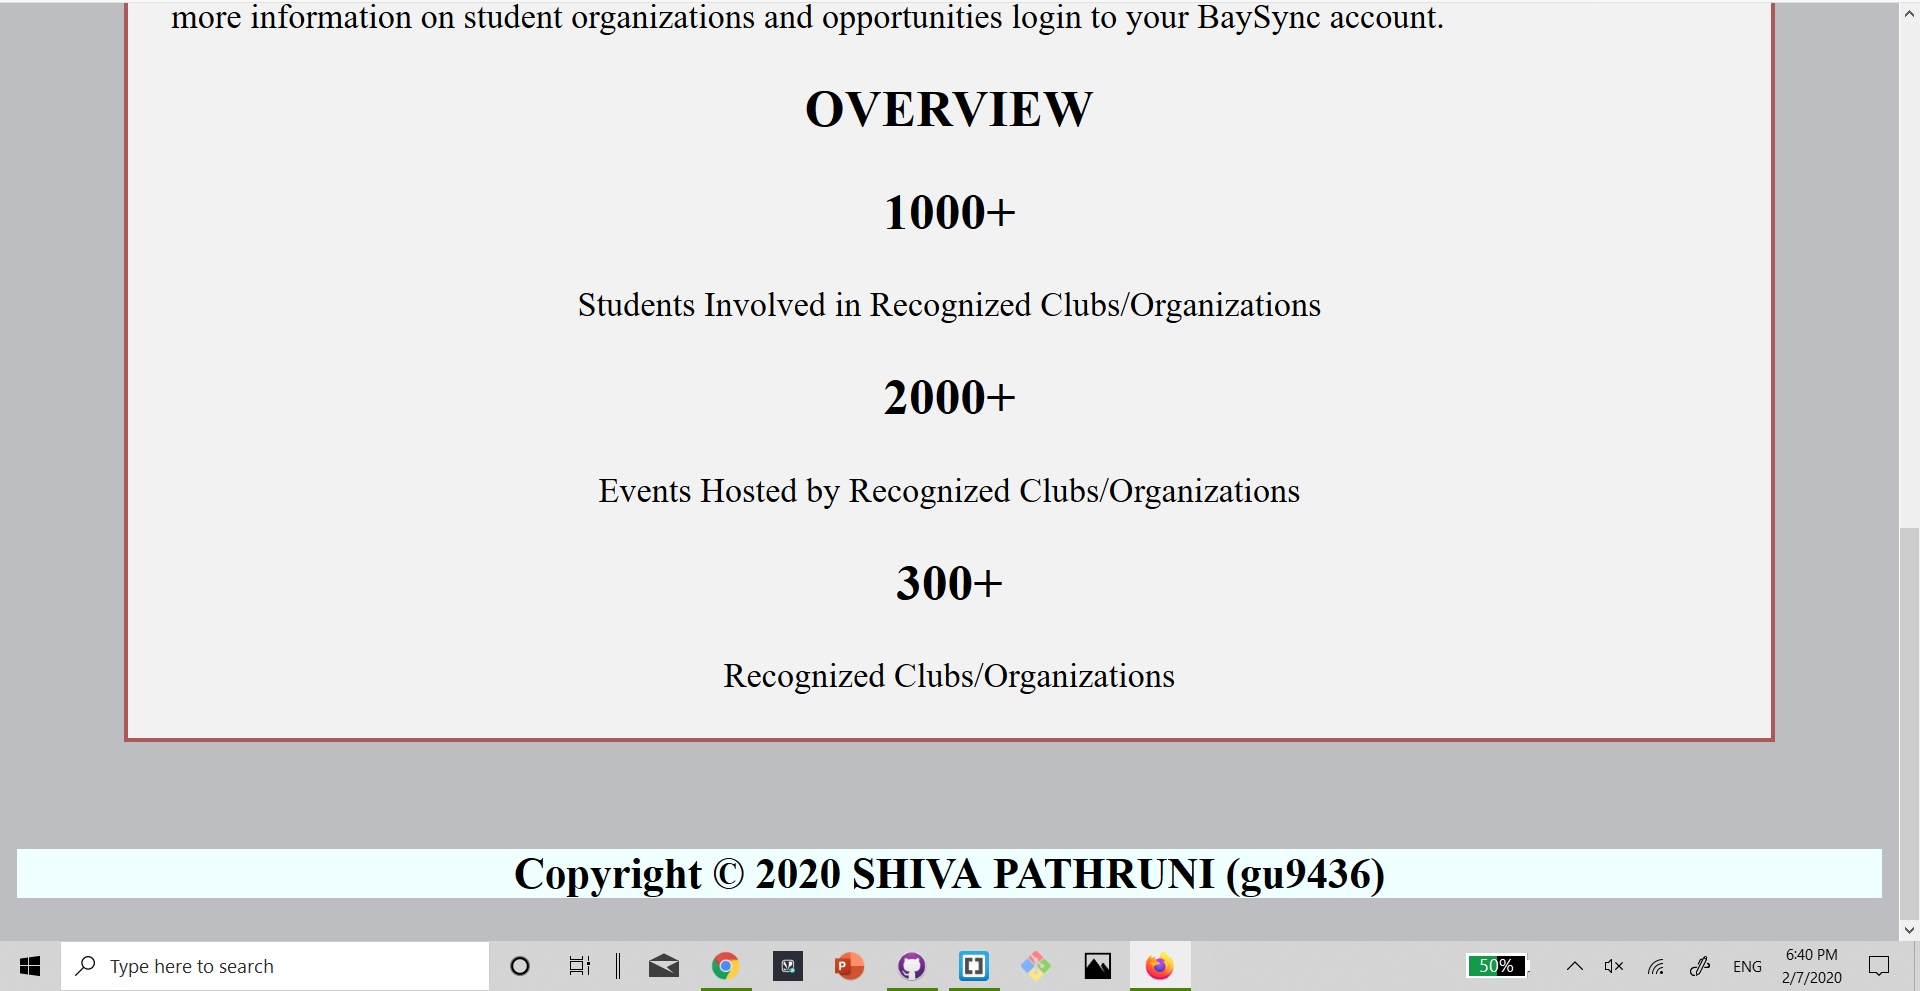 more information on student organizations and opportunities login to your BaySync account.
OVERVIEW
1000+
Students Involved in Recognized Clubs/Organizations
2000+
Events Hosted by Recognized Clubs/Organizations
300+
Recognized Clubs/Organizations
Copyright © 2020 SHIVA PATHRUNI (gu9436)
Type here to search
50%
ENG
6:40 PM
2/7/2020